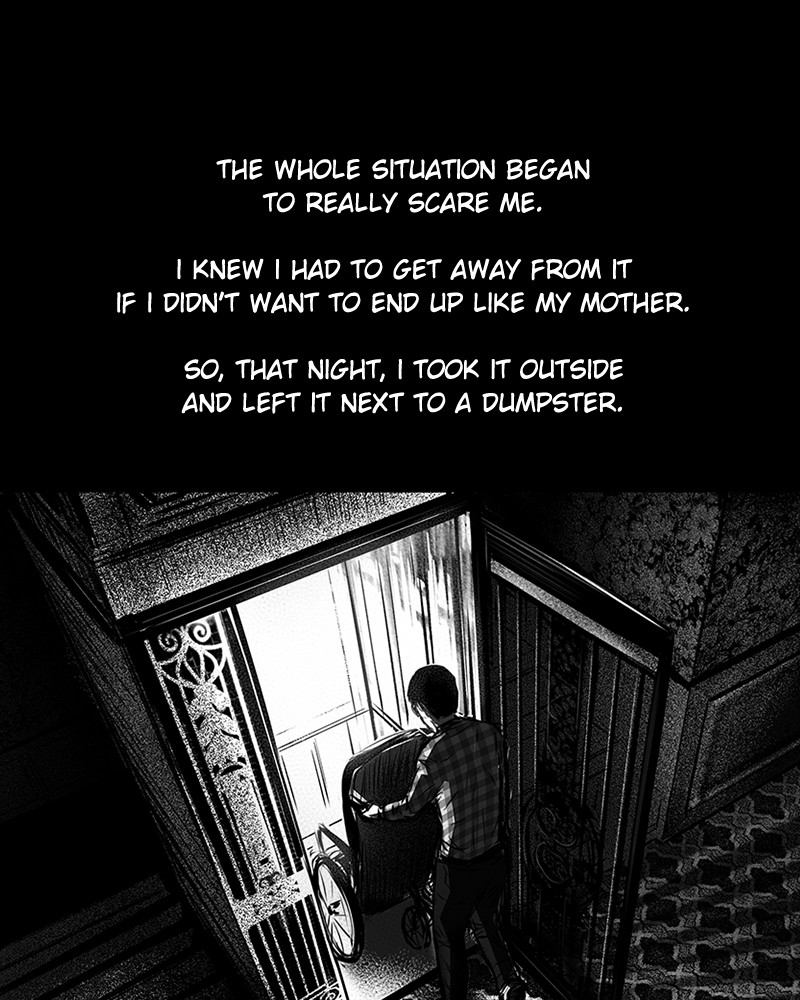 THE WHOLE SITUATION BEGAN
TO REALLY SCARE ME.
I KNEW I HAD TO GET AWAY FROM IT
IF I DIDN'T WANT TO END UP LIKE MY MOTHER.
SO, THAT NIGHT, I TOOK IT OUTSIDE
AND LEFT IT NEXT TO A DUMPSTER.